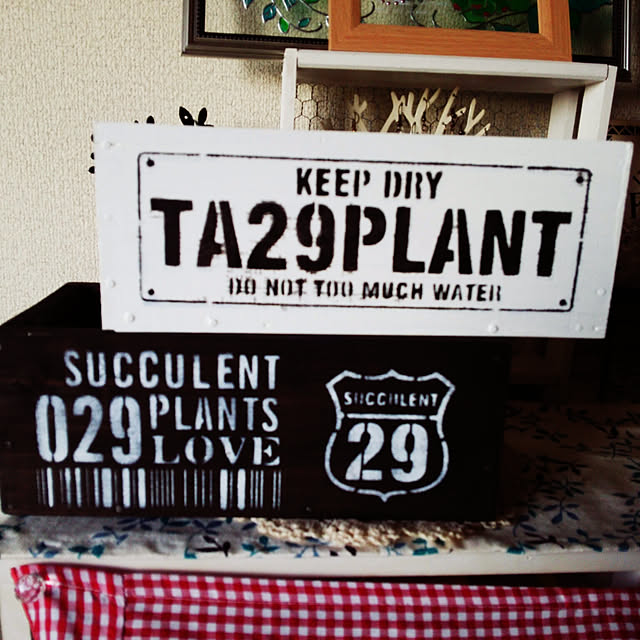 KEEP DRY
TA29PLANT
DO NOT TOO MUCH WATER
SUCCULENT
029 PLANTS
LOVE
SUCCULENT
29